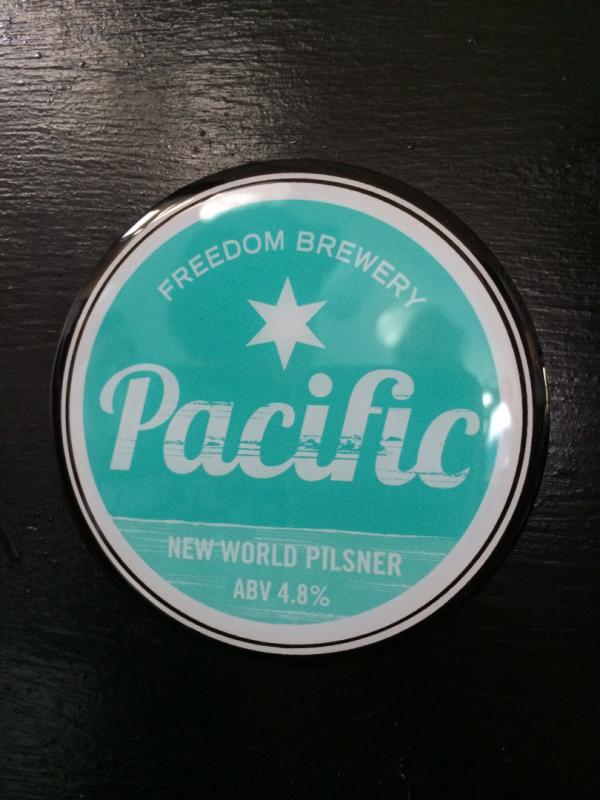 FREEDOM BREWERY
Pacific
NEW WORLD PILSNER
ABV 4.8%